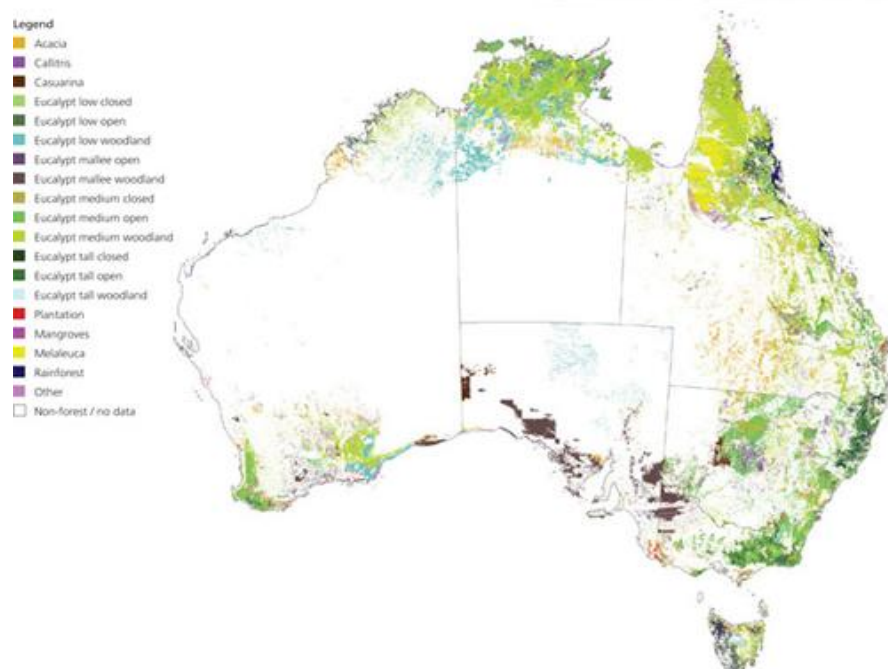 Legend
Acacia
Callitris
Casuarina
Eucalypt low closed
Eucalypt low open
Eucalypt low woodland
Eucalypt mallee open
Eucalypt mallee woodland
Eucalypt medium closed
Eucalypt medium open
Eucalypt medium woodland
Eucalypt tall closed
Eucalypt tall open
Eucalypt tall woodland
Plantation
Mangroves
Melaleuca
Rainforest
Other
Non-forest / no data